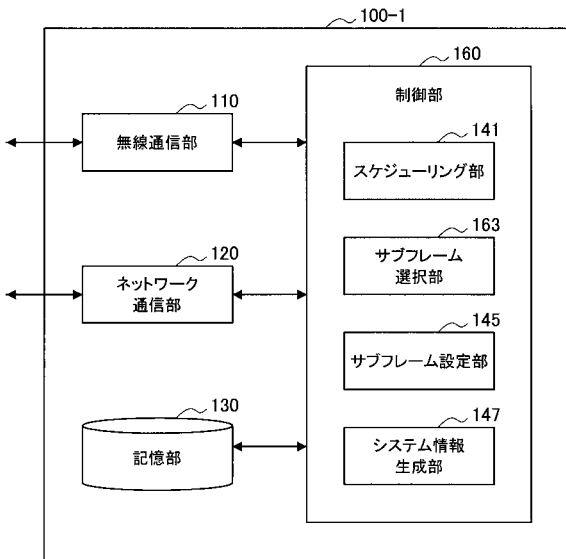 100-1
160
制御部
110
無線通信部
141
スケジューリング部
163
サブフレーム
選択部
120
ネットワーク
通信部
145
サブフレーム設定部
130
記憶部
147
システム情報
生成部